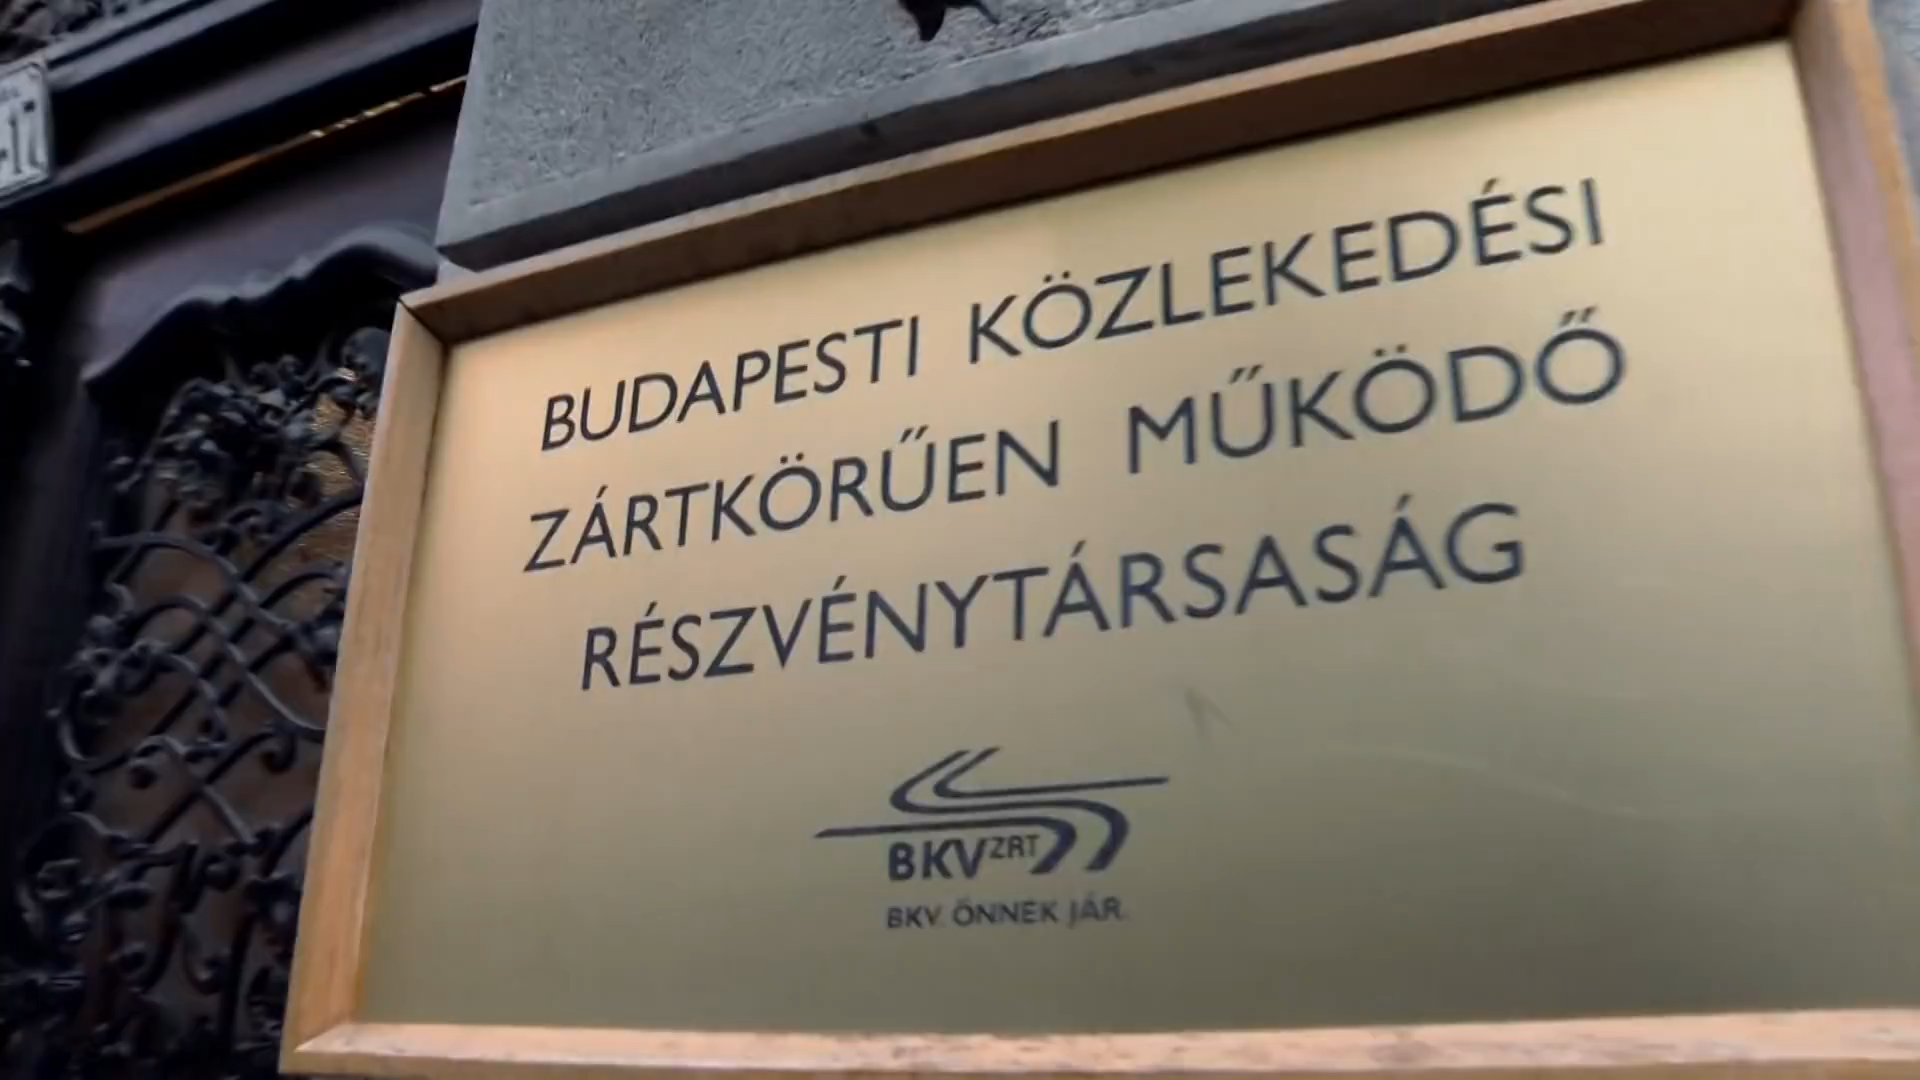 BUDAPESTI KÖZLEKEDÉSI
ZÁRTKÖRŰEN MŰKÖDŐ
RÉSZVÉNYTÁRSASÁG
BKV ZRT
BKV. ÖNNEK JÁR.